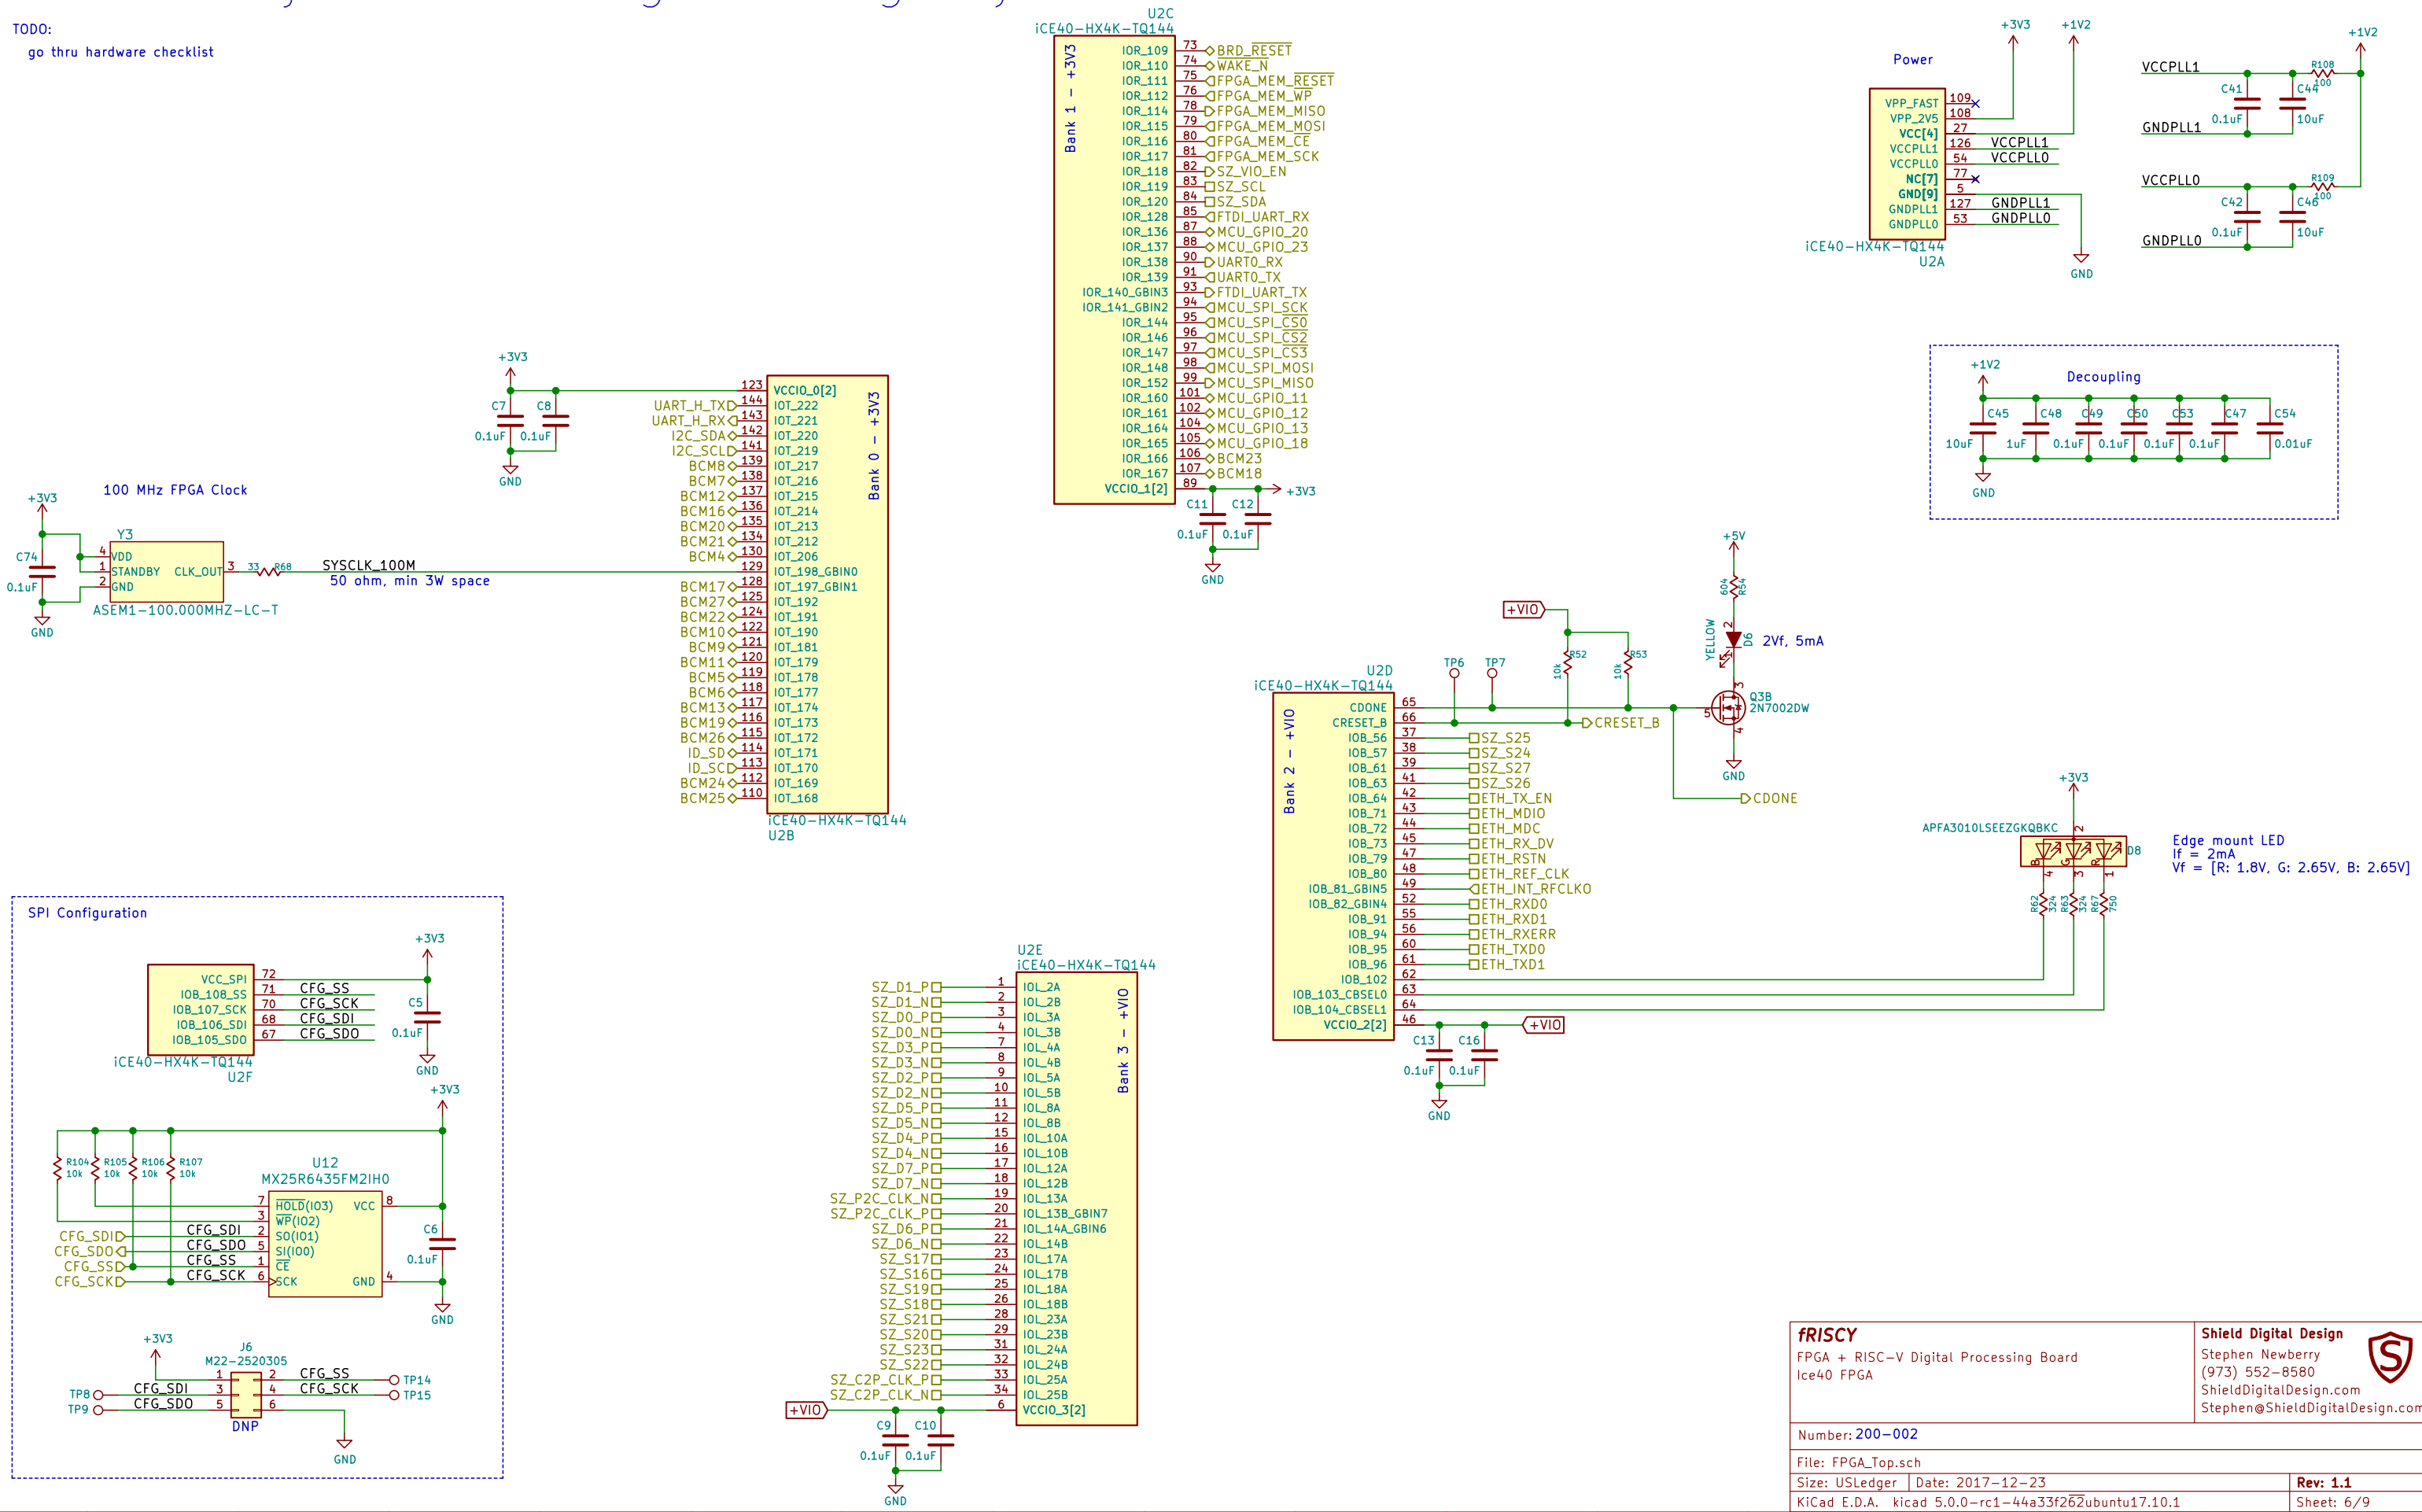 TODO:
go thru hardware checklist
U2C
iCE40-HX4K-TQ144
Bank 1 - +3V3
IOR_109 73 BRD_RESET
IOR_110 74 WAKE_N
IOR_111 75 FPGA_MEM_RESET
IOR_112 76 FPGA_MEM_WP
IOR_114 78 FPGA_MEM_MISO
IOR_115 79 FPGA_MEM_MOSI
IOR_116 80 FPGA_MEM_CE
IOR_117 81 FPGA_MEM_SCK
IOR_118 82 SZ_VIO_EN
IOR_119 83 SZ_SCL
IOR_120 84 SZ_SDA
IOR_128 85 FTDI_UART_RX
IOR_136 87 MCU_GPIO_20
IOR_137 88 MCU_GPIO_23
IOR_138 90 UART0_RX
IOR_139 91 UART0_TX
IOR_140_GBIN3 93 FTDI_UART_TX
IOR_141_GBIN2 94 MCU_SPI_SCK
IOR_144 95 MCU_SPI_CS0
IOR_146 96 MCU_SPI_CS2
IOR_147 97 MCU_SPI_CS3
IOR_148 98 MCU_SPI_MOSI
IOR_152 99 MCU_SPI_MISO
IOR_160 101 MCU_GPIO_11
IOR_161 102 MCU_GPIO_12
IOR_164 104 MCU_GPIO_13
IOR_165 105 MCU_GPIO_18
IOR_166 106 BCM23
IOR_167 107 BCM18
VCCIO_1[2] 89 +3V3
C11 C12
0.1uF 0.1uF
GND
Power
+3V3 +1V2
VPP_FAST 109
VPP_2V5 108
VCC[4] 27
VCCPLL1 126 VCCPLL1
VCCPLL0 54 VCCPLL0
NC[7] 77
GND[9] 5
GNDPLL1 127 GNDPLL1
GNDPLL0 53 GNDPLL0
iCE40-HX4K-TQ144
U2A
GND
+1V2
VCCPLL1 R108
100
C41 C44
0.1uF 10uF
GNDPLL1
VCCPLL0 R109
100
C42 C46
0.1uF 10uF
GNDPLL0
Decoupling
+1V2
C45 C48 C49 C50 C53 C47 C54
10uF 1uF 0.1uF 0.1uF 0.1uF 0.1uF 0.01uF
GND
+3V3
C7 C8
0.1uF 0.1uF
GND
Bank 0 - +3V3
123 VCCIO_0[2]
UART_H_TX 144 IOT_222
UART_H_RX 143 IOT_221
I2C_SDA 142 IOT_220
I2C_SCL 141 IOT_219
BCM8 139 IOT_217
BCM7 138 IOT_216
BCM12 137 IOT_215
BCM16 136 IOT_214
BCM20 135 IOT_213
BCM21 134 IOT_212
BCM4 130 IOT_206
129 IOT_198_GBIN0
BCM17 128 IOT_197_GBIN1
BCM27 125 IOT_192
BCM22 124 IOT_191
BCM10 122 IOT_190
BCM9 121 IOT_181
BCM11 120 IOT_179
BCM5 119 IOT_178
BCM6 118 IOT_177
BCM13 117 IOT_174
BCM19 116 IOT_173
BCM26 115 IOT_172
ID_SD 114 IOT_171
ID_SC 113 IOT_170
BCM24 112 IOT_169
BCM25 110 IOT_168
iCE40-HX4K-TQ144
U2B
100 MHz FPGA Clock
+3V3
Y3
C74
0.1uF
4 VDD
1 STANDBY CLK_OUT 3
2 GND
ASEM1-100.000MHZ-LC-T
GND
33 R68
SYSCLK_100M
50 ohm, min 3W space
+5V
604 R54
YELLOW 2 1 D6
2Vf, 5mA
3 5 4
Q3B
2N7002DW
GND
CDONE
+VIO
TP6 TP7
10k R52
10k R53
U2D
iCE40-HX4K-TQ144
Bank 2 - +VIO
CDONE 65
CRESET_B 66 CRESET_B
IOB_56 37 SZ_S25
IOB_57 38 SZ_S24
IOB_61 39 SZ_S27
IOB_63 41 SZ_S26
IOB_64 42 ETH_TX_EN
IOB_71 43 ETH_MDIO
IOB_72 44 ETH_MDC
IOB_73 45 ETH_RX_DV
IOB_79 47 ETH_RSTN
IOB_80 48 ETH_REF_CLK
IOB_81_GBIN5 49 ETH_INT_RFCLKO
IOB_82_GBIN4 52 ETH_RXD0
IOB_91 55 ETH_RXD1
IOB_94 56 ETH_RXERR
IOB_95 60 ETH_TXD0
IOB_96 61 ETH_TXD1
IOB_102 62
IOB_103_CBSEL0 63
IOB_104_CBSEL1 64
VCCIO_2[2] 46 +VIO
C13 C16
0.1uF 0.1uF
GND
+3V3
APFA3010LSEEZGKQBKC
2
B G R D8
4 3 1
R62 324 R63 324 R67 750
Edge mount LED
If = 2mA
Vf = [R: 1.8V, G: 2.65V, B: 2.65V]
SPI Configuration
+3V3
VCC_SPI 72
IOB_108_SS 71 CFG_SS
IOB_107_SCK 70 CFG_SCK
IOB_106_SDI 68 CFG_SDI
IOB_105_SDO 67 CFG_SDO
iCE40-HX4K-TQ144
U2F
C5
0.1uF
GND
+3V3
R104 R105 R106 R107
10k 10k 10k 10k
U12
MX25R6435FM2IH0
7 HOLD(IO3) VCC 8
3 WP(IO2)
CFG_SDI CFG_SDI 2 SO(IO1)
CFG_SDO CFG_SDO 5 SI(IO0)
CFG_SS CFG_SS 1 CE
CFG_SCK CFG_SCK 6 SCK GND 4
C6
0.1uF
GND
+3V3
J6
M22-2520305
1 2 CFG_SS TP14
TP8 CFG_SDI 3 4 CFG_SCK TP15
TP9 CFG_SDO 5 6
DNP
GND
U2E
iCE40-HX4K-TQ144
Bank 3 - +VIO
SZ_D1_P 1 IOL_2A
SZ_D1_N 2 IOL_2B
SZ_D0_P 3 IOL_3A
SZ_D0_N 4 IOL_3B
SZ_D3_P 7 IOL_4A
SZ_D3_N 8 IOL_4B
SZ_D2_P 9 IOL_5A
SZ_D2_N 10 IOL_5B
SZ_D5_P 11 IOL_8A
SZ_D5_N 12 IOL_8B
SZ_D4_P 15 IOL_10A
SZ_D4_N 16 IOL_10B
SZ_D7_P 17 IOL_12A
SZ_D7_N 18 IOL_12B
SZ_P2C_CLK_N 19 IOL_13A
SZ_P2C_CLK_P 20 IOL_13B_GBIN7
SZ_D6_P 21 IOL_14A_GBIN6
SZ_D6_N 22 IOL_14B
SZ_S17 23 IOL_17A
SZ_S16 24 IOL_17B
SZ_S19 25 IOL_18A
SZ_S18 26 IOL_18B
SZ_S21 28 IOL_23A
SZ_S20 29 IOL_23B
SZ_S23 31 IOL_24A
SZ_S22 32 IOL_24B
SZ_C2P_CLK_P 33 IOL_25A
SZ_C2P_CLK_N 34 IOL_25B
+VIO 6 VCCIO_3[2]
C9 C10
0.1uF 0.1uF
GND
fRISCY
FPGA + RISC-V Digital Processing Board
Ice40 FPGA
Shield Digital Design
Stephen Newberry
(973) 552-8580
ShieldDigitalDesign.com
Stephen@ShieldDigitalDesign.com
S
Number: 200-002
File: FPGA_Top.sch
Size: USLedger Date: 2017-12-23 Rev: 1.1
KiCad E.D.A. kicad 5.0.0-rc1-44a33f262ubuntu17.10.1 Sheet: 6/9